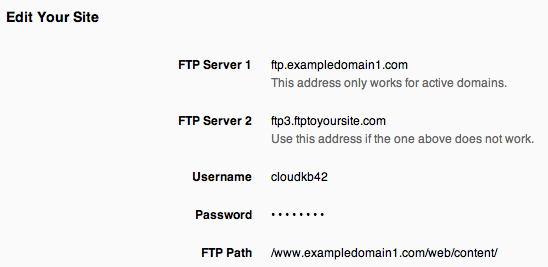 Edit Your Site
FTP Server 1 ftp.exampledomain1.com
This address only works for active domains.
FTP Server 2 ftp3.ftptoyoursite.com
Use this address if the one above does not work.
Username cloudkb42
Password • • • • • • • •
FTP Path /www.exampledomain1.com/web/content/